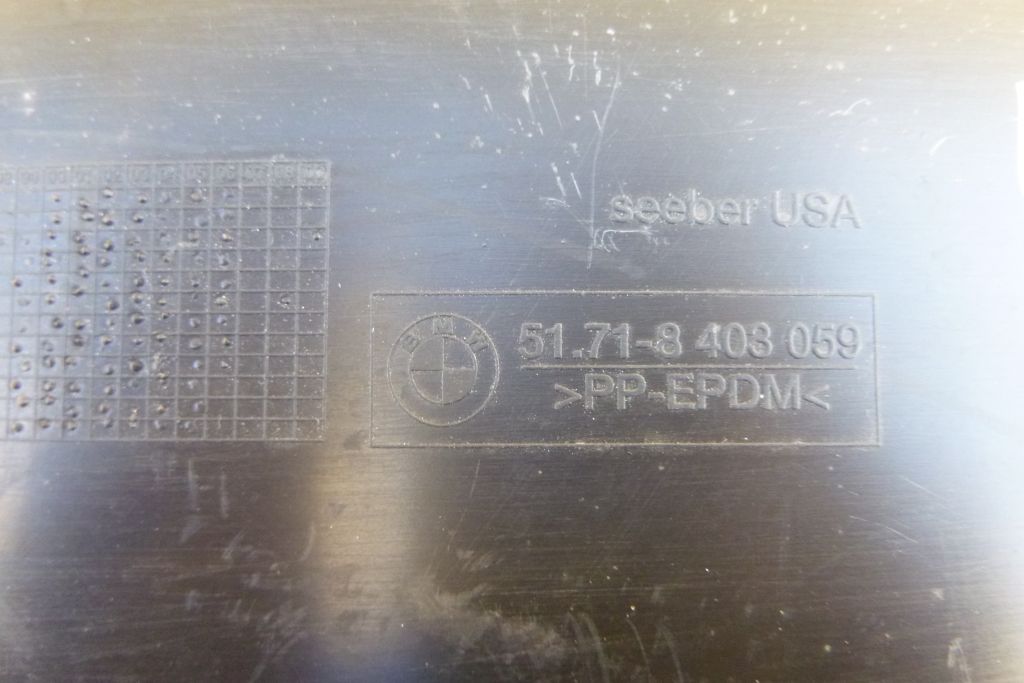 seeber USA
BMW
51.71-8 403 059
>PP-EPDM<